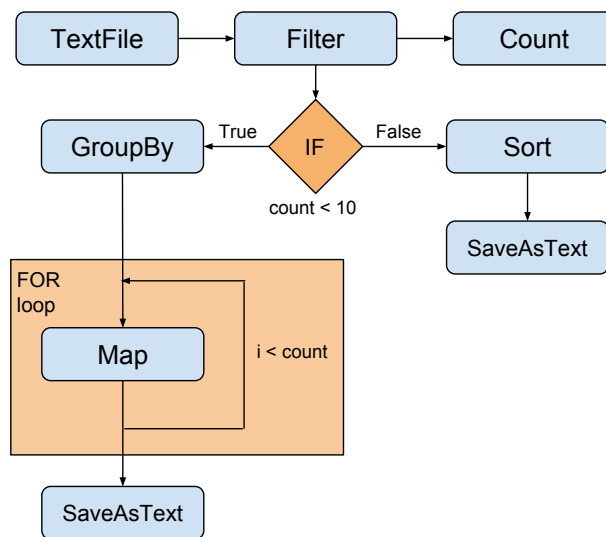 TextFile
Filter
Count
True
False
GroupBy
IF
Sort
count < 10
SaveAsText
FOR
loop
Map
i < count
SaveAsText